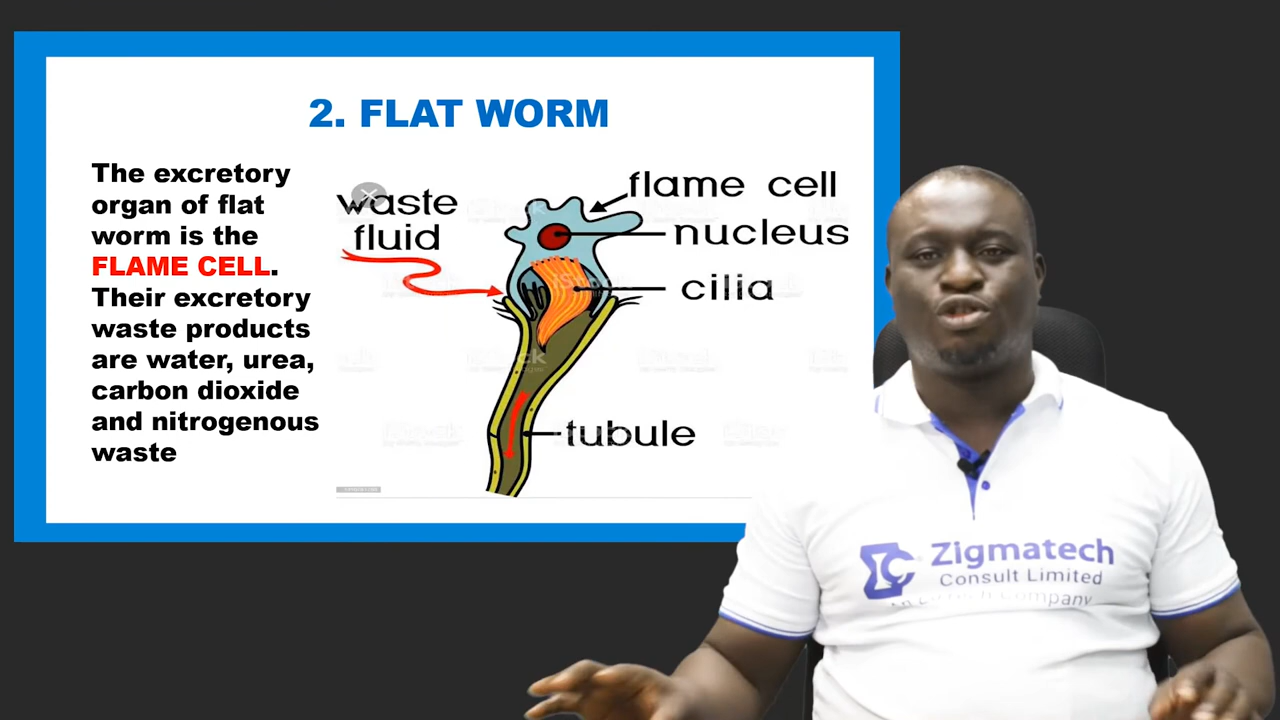 2. FLAT WORM
The excretory
organ of flat
worm is the
FLAME CELL.
Their excretory
waste products
are water, urea,
carbon dioxide
and nitrogenous
waste
waste
fluid
flame cell
nucleus
cilia
tubule
Zigmatech
Consult Limited
Company